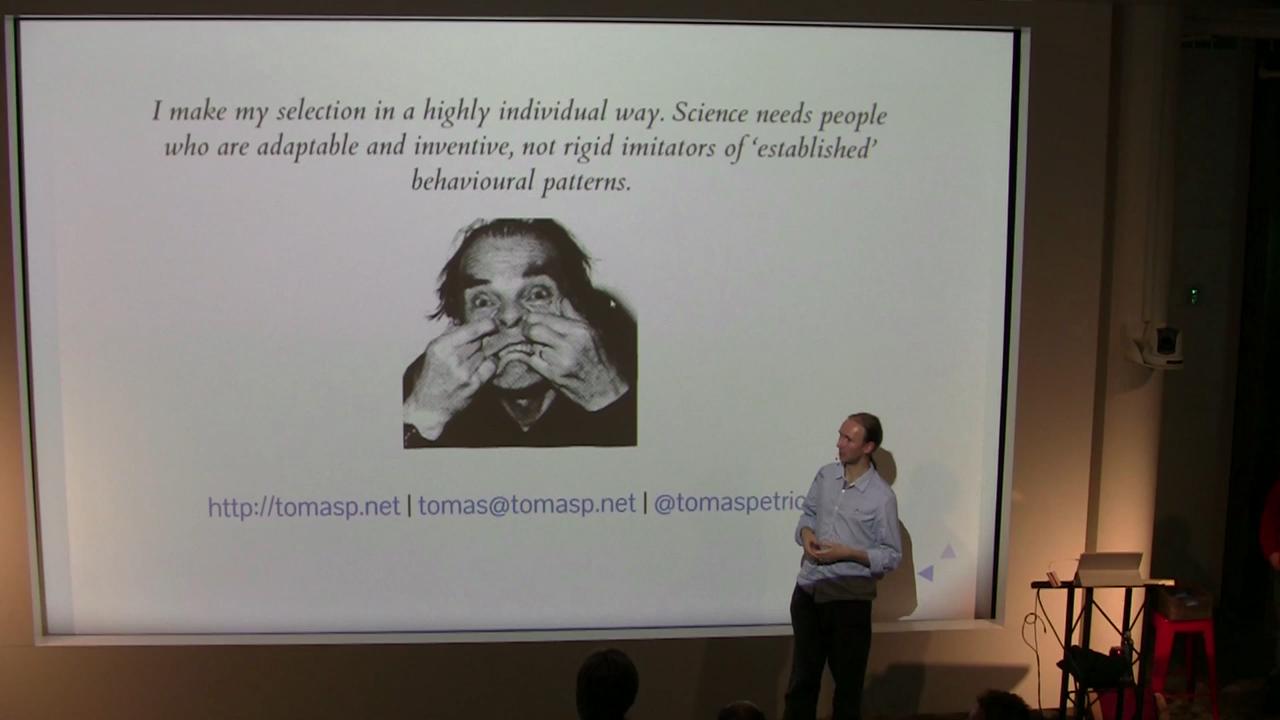 I make my selection in a highly individual way. Science needs people
who are adaptable and inventive, not rigid imitators of ‘established’
behavioural patterns.
http://tomasp.net | tomas@tomasp.net | @tomaspetric